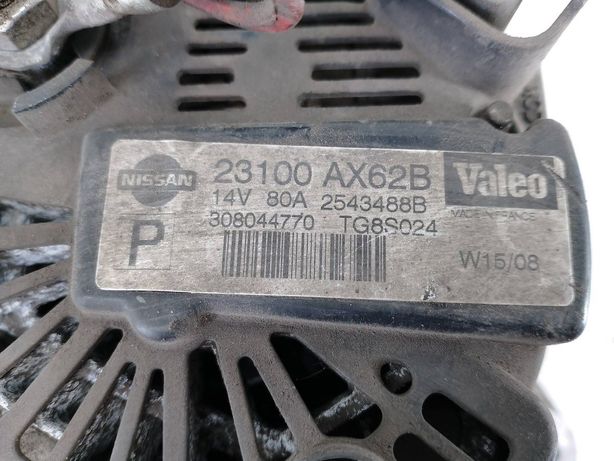 NISSAN 23100 AX62B Valeo
14V 80A 2543488B MADE IN FRANCE
P 308044770 TG8S024
W15/08